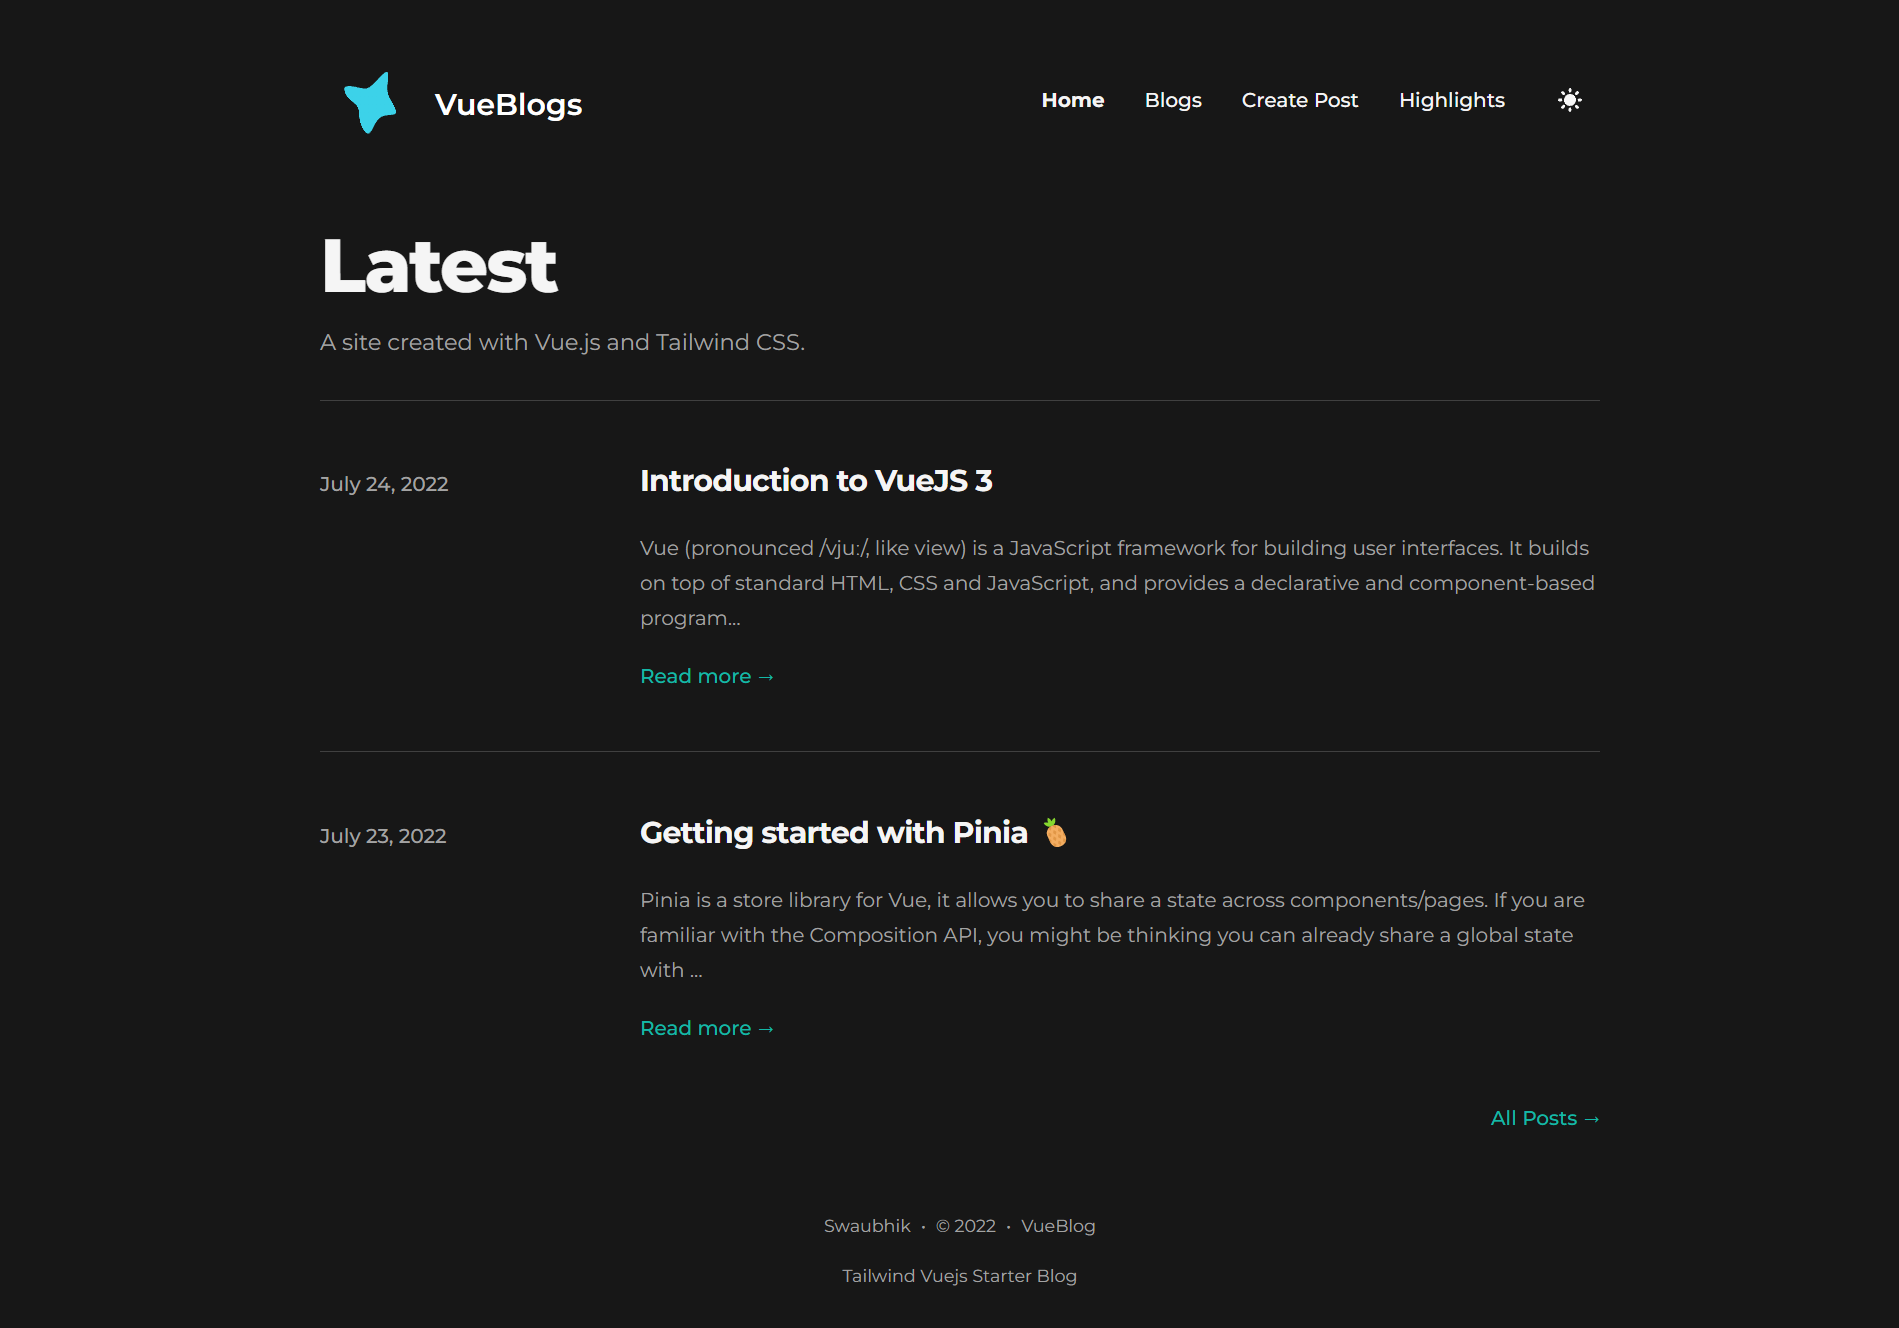 VueBlogs
Home Blogs Create Post Highlights
Latest
A site created with Vue.js and Tailwind CSS.
July 24, 2022
Introduction to VueJS 3
Vue (pronounced /vjuː/, like view) is a JavaScript framework for building user interfaces. It builds
on top of standard HTML, CSS and JavaScript, and provides a declarative and component-based
program...
Read more →
July 23, 2022
Getting started with Pinia 🍍
Pinia is a store library for Vue, it allows you to share a state across components/pages. If you are
familiar with the Composition API, you might be thinking you can already share a global state
with ...
Read more →
All Posts →
Swaubhik • © 2022 • VueBlog
Tailwind Vuejs Starter Blog